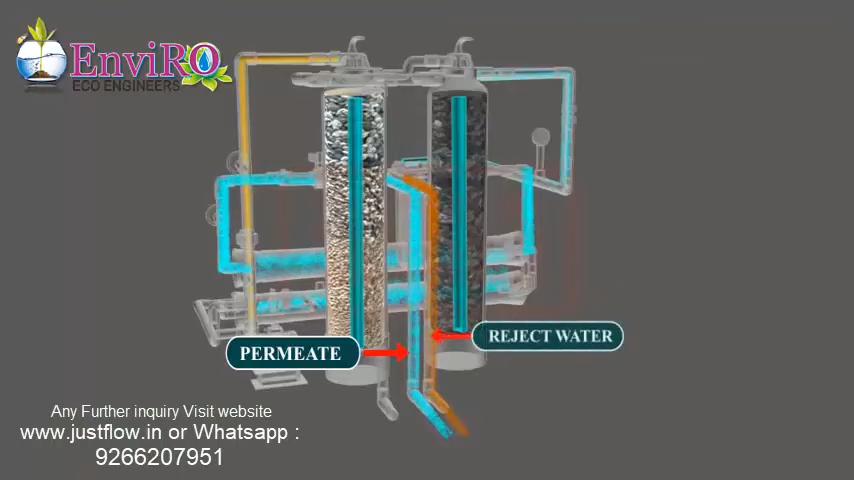 EnviRO
ECO ENGINEERS
PERMEATE
REJECT WATER
Any Further inquiry Visit website
www.justflow.in or Whatsapp :
9266207951